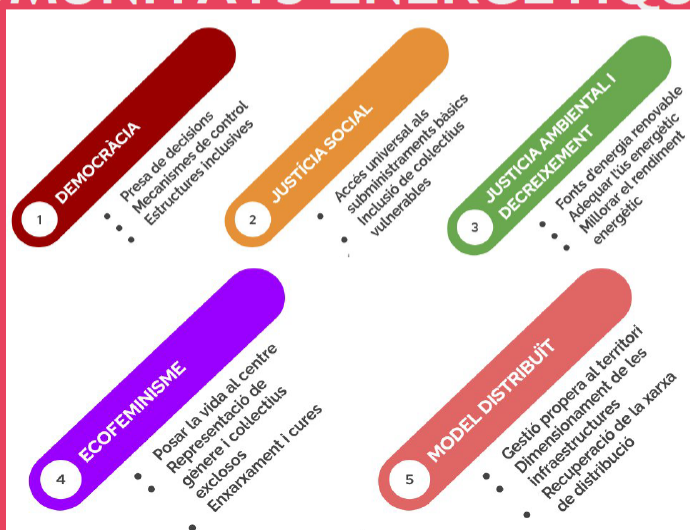 1
DEMOCRÀCIA
Presa de decisions
Mecanismes de control
Estructures inclusives
2
JUSTÍCIA SOCIAL
Accés universal als
subministraments bàsics
Inclusió de col·lectius
vulnerables
3
JUSTICIA AMBIENTAL I
DECREIXEMENT
Fonts d'energia renovable
Adequar l'ús energètic
Millorar el rendiment
energètic
4
ECOFEMINISME
Posar la vida al centre
Representació de
gènere i col·lectius
exclosos
Enxarxament i cures
5
MODEL DISTRIBUÏT
Gestió propera al territori
Dimensionament de les
infraestructures
Recuperació de la xarxa
de distribució